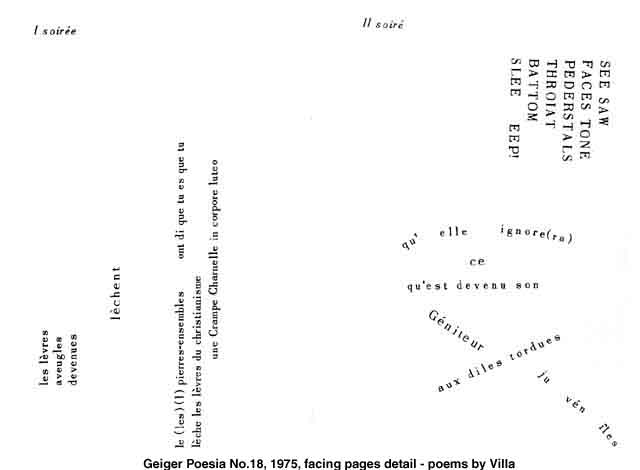 I soirée
les lèvres
aveugles
devenues
lèchent
le (les) (l) pierres-ensembles ont di que tu es que tu
lèche les lèvres du christianisme
une Crampe Charnelle in corpore luteo
II soiré
SEE SAW
FACES TONE
PEDERSTALS
THROIAT
BATTOM
SLEE EEP!
qu' elle ignore(ra)
ce
qu'est devenu son
Géniteur
aux diles tordues
ju vén iles
Geiger Poesia No.18, 1975, facing pages detail - poems by Villa